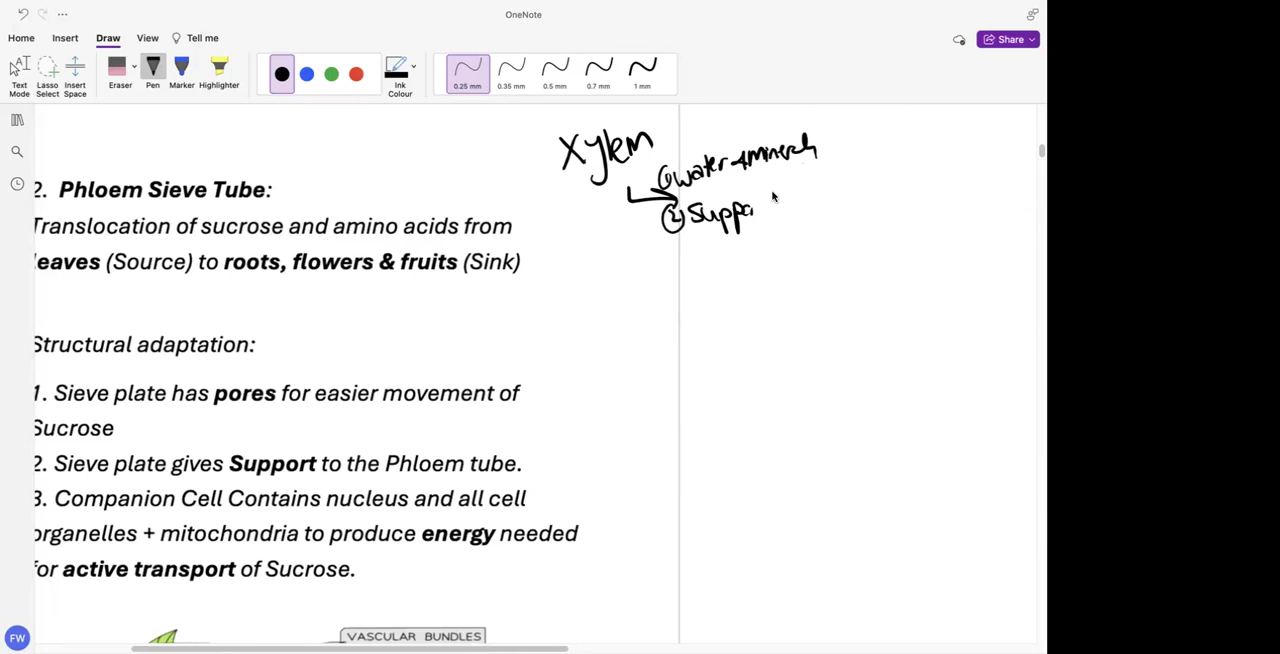 OneNote
Home Insert Draw View Tell me
Share
Text Mode Lasso Select Insert Space Eraser Pen Marker Highlighter Ink Colour 0.25 mm 0.35 mm 0.5 mm 0.7 mm 1 mm
Xylem
① water + minerals
2. Phloem Sieve Tube:
② Suppo
Translocation of sucrose and amino acids from
leaves (Source) to roots, flowers & fruits (Sink)
Structural adaptation:
1. Sieve plate has pores for easier movement of
Sucrose
2. Sieve plate gives Support to the Phloem tube.
3. Companion Cell Contains nucleus and all cell
organelles + mitochondria to produce energy needed
for active transport of Sucrose.
VASCULAR BUNDLES
FW